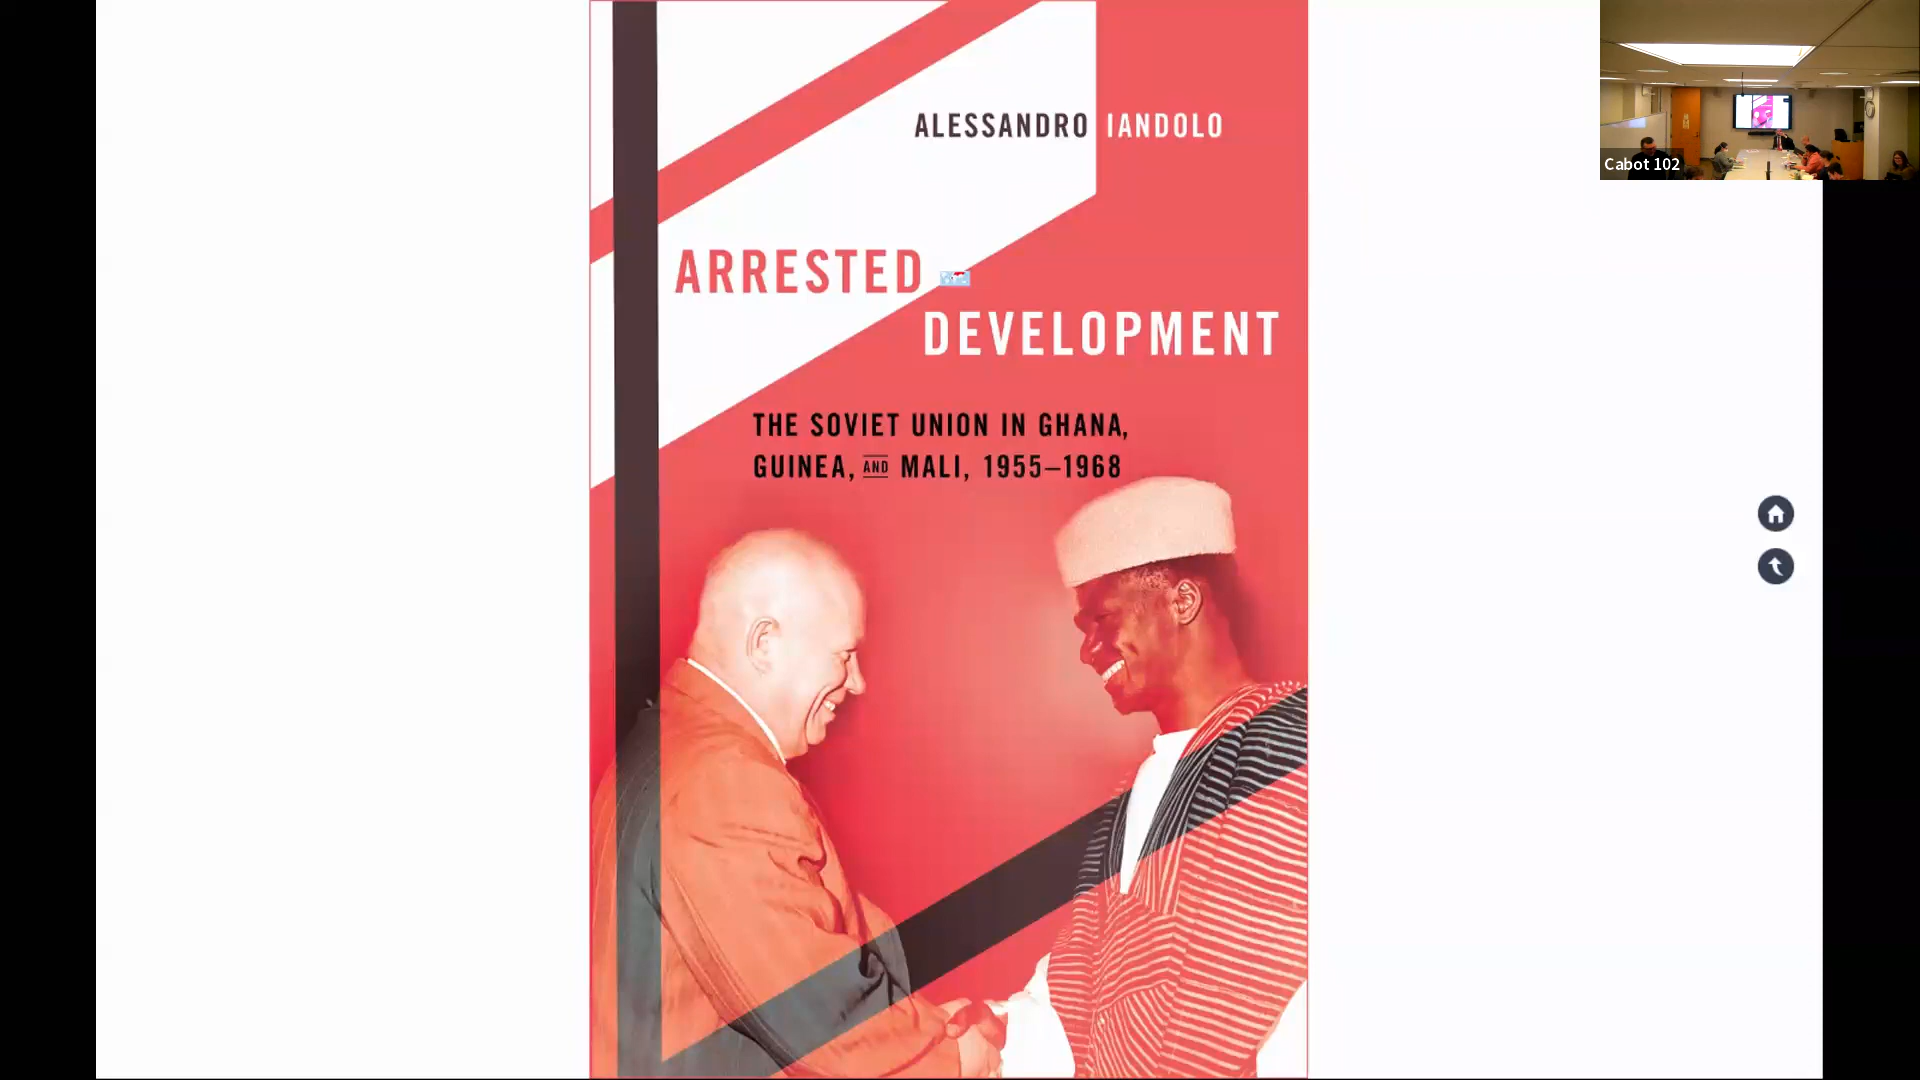 ALESSANDRO IANDOLO
ARRESTED
DEVELOPMENT
THE SOVIET UNION IN GHANA,
GUINEA, AND MALI, 1955–1968
Cabot 102